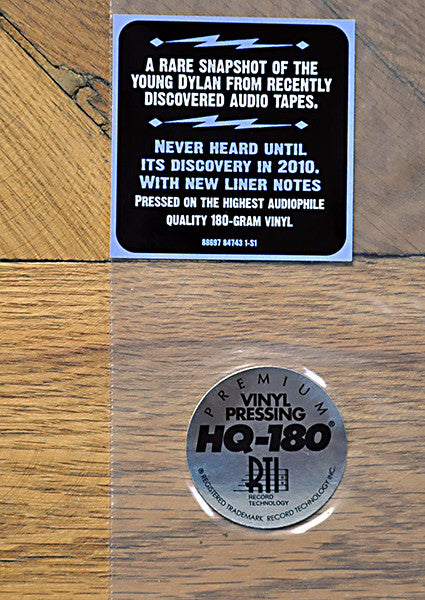 A RARE SNAPSHOT OF THE
YOUNG DYLAN FROM RECENTLY
DISCOVERED AUDIO TAPES.
NEVER HEARD UNTIL
ITS DISCOVERY IN 2010.
WITH NEW LINER NOTES
PRESSED ON THE HIGHEST AUDIOPHILE
QUALITY 180-GRAM VINYL
88697 84743 1-S1
PREMIUM
VINYL
PRESSING
HQ-180®
RTI
RECORD
TECHNOLOGY
® REGISTERED TRADEMARK RECORD TECHNOLOGY INC.